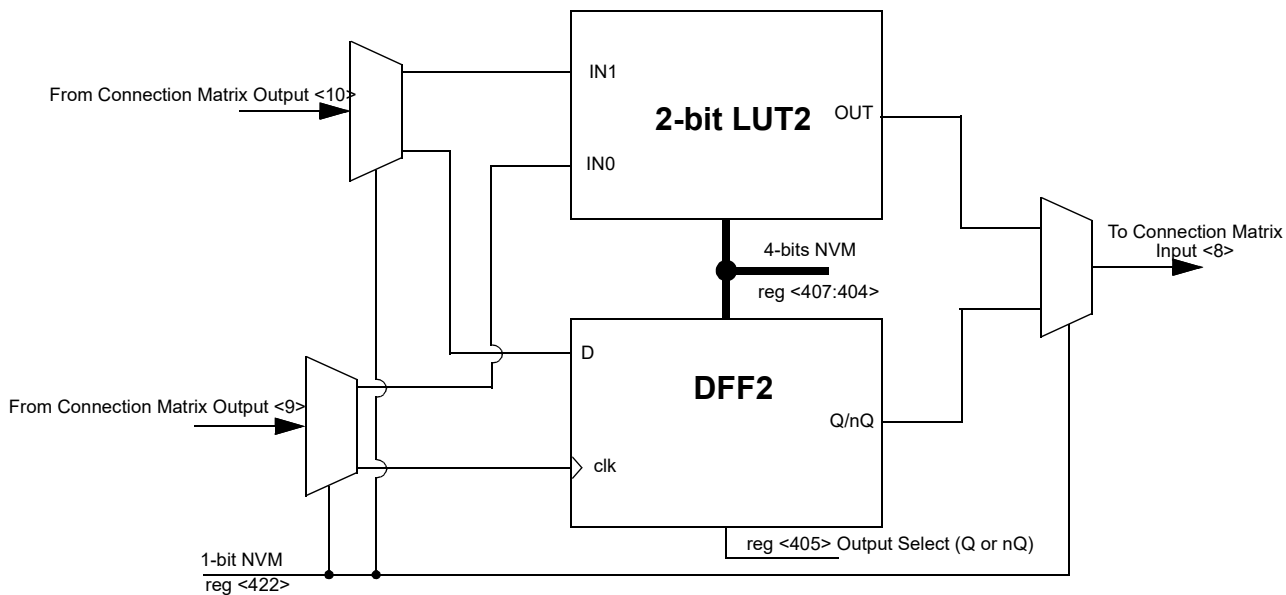 From Connection Matrix Output <10>
IN1
2-bit LUT2
OUT
IN0
To Connection Matrix
Input <8>
4-bits NVM
reg <407:404>
D
DFF2
From Connection Matrix Output <9>
Q/nQ
clk
reg <405> Output Select (Q or nQ)
1-bit NVM
reg <422>